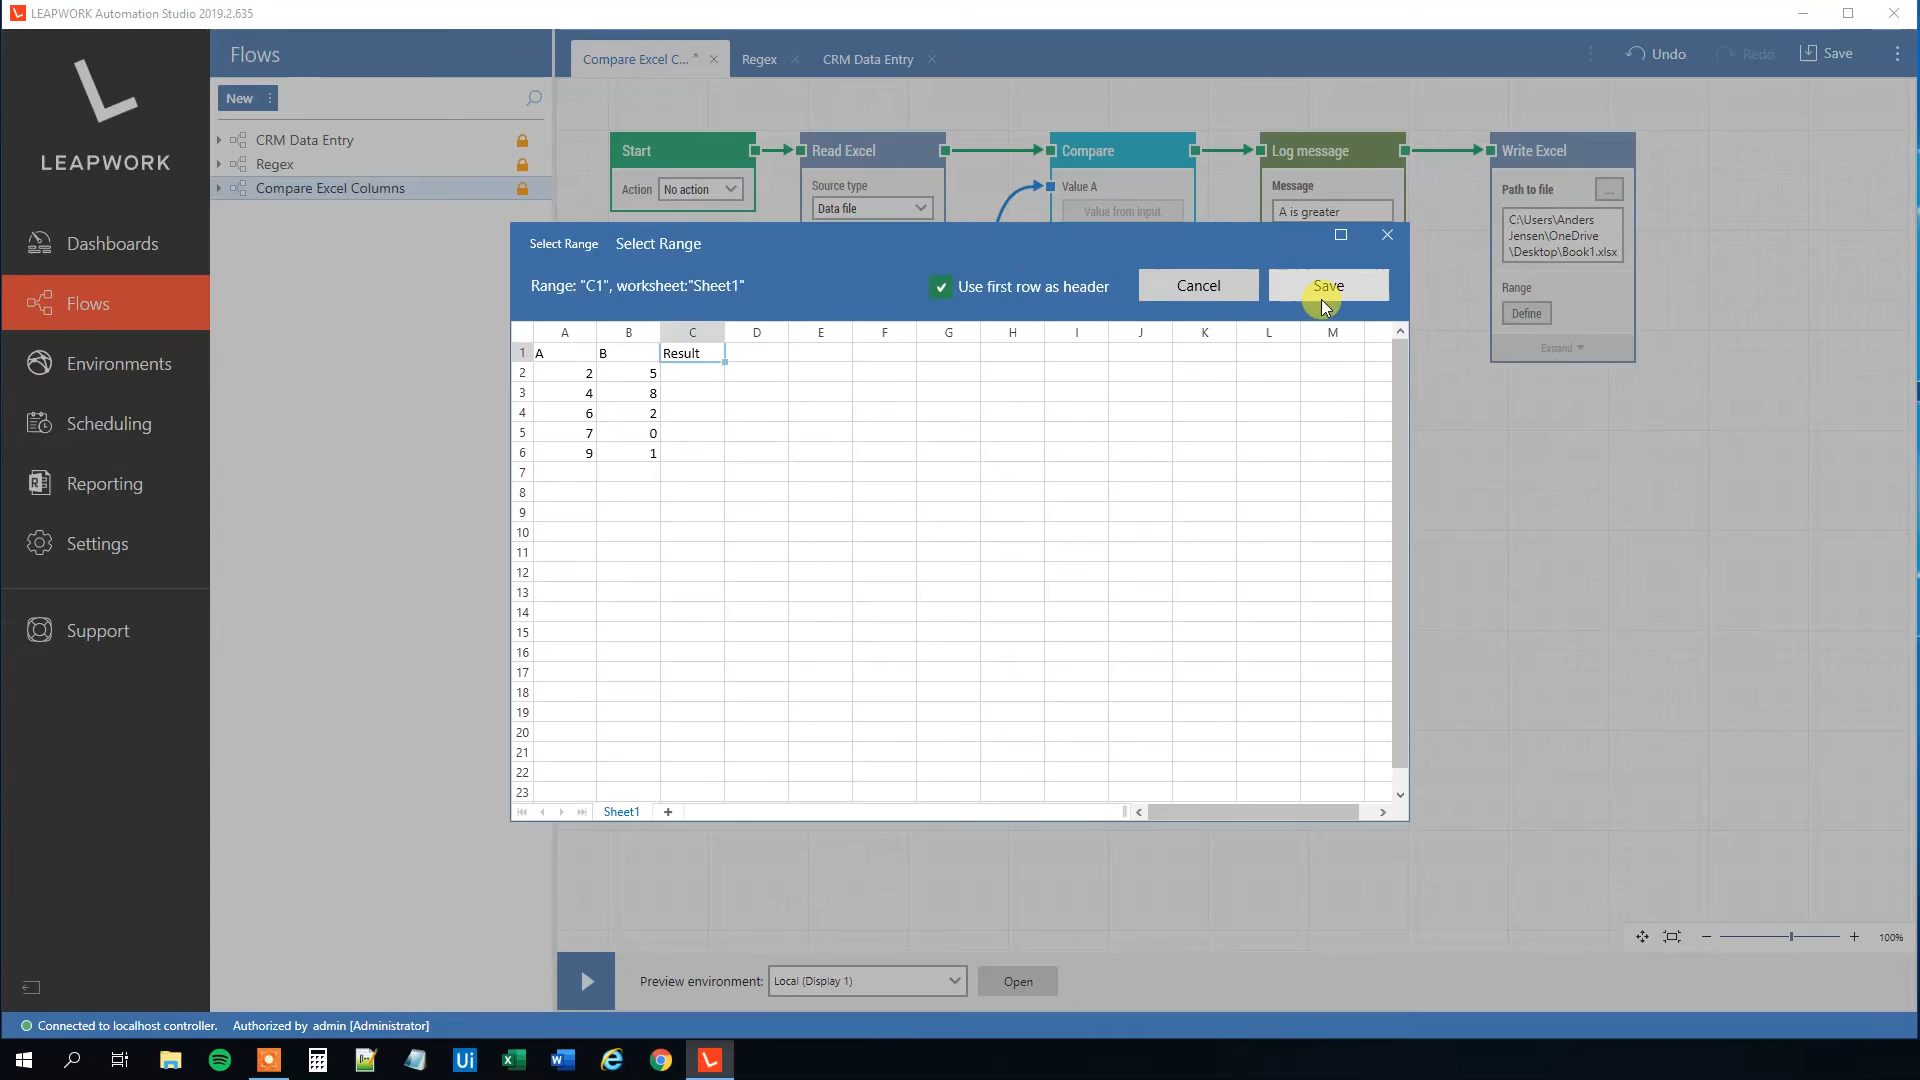 LEAPWORK Automation Studio 2019.2.635
LEAPWORK
Dashboards
Flows
Environments
Scheduling
Reporting
Settings
Support
Flows
New
CRM Data Entry
Regex
Compare Excel Columns
Compare Excel C... *
Regex
CRM Data Entry
Undo
Redo
Save
Start
Action No action
Read Excel
Source type
Data file
Compare
Value A
Value from input
Log message
Message
A is greater
Write Excel
Path to file ...
C:\Users\Anders
Jensen\OneDrive
\Desktop\Book1.xlsx
Range
Define
Expand
Select Range Select Range
Range: "C1", worksheet:"Sheet1"
Use first row as header
Cancel
Save
A B C D E F G H I J K L M
1 A B Result
2 2 5
3 4 8
4 6 2
5 7 0
6 9 1
7
8
9
10
11
12
13
14
15
16
17
18
19
20
21
22
23
Sheet1
100%
Preview environment: Local (Display 1) Open
Connected to localhost controller. Authorized by admin [Administrator]
Ui